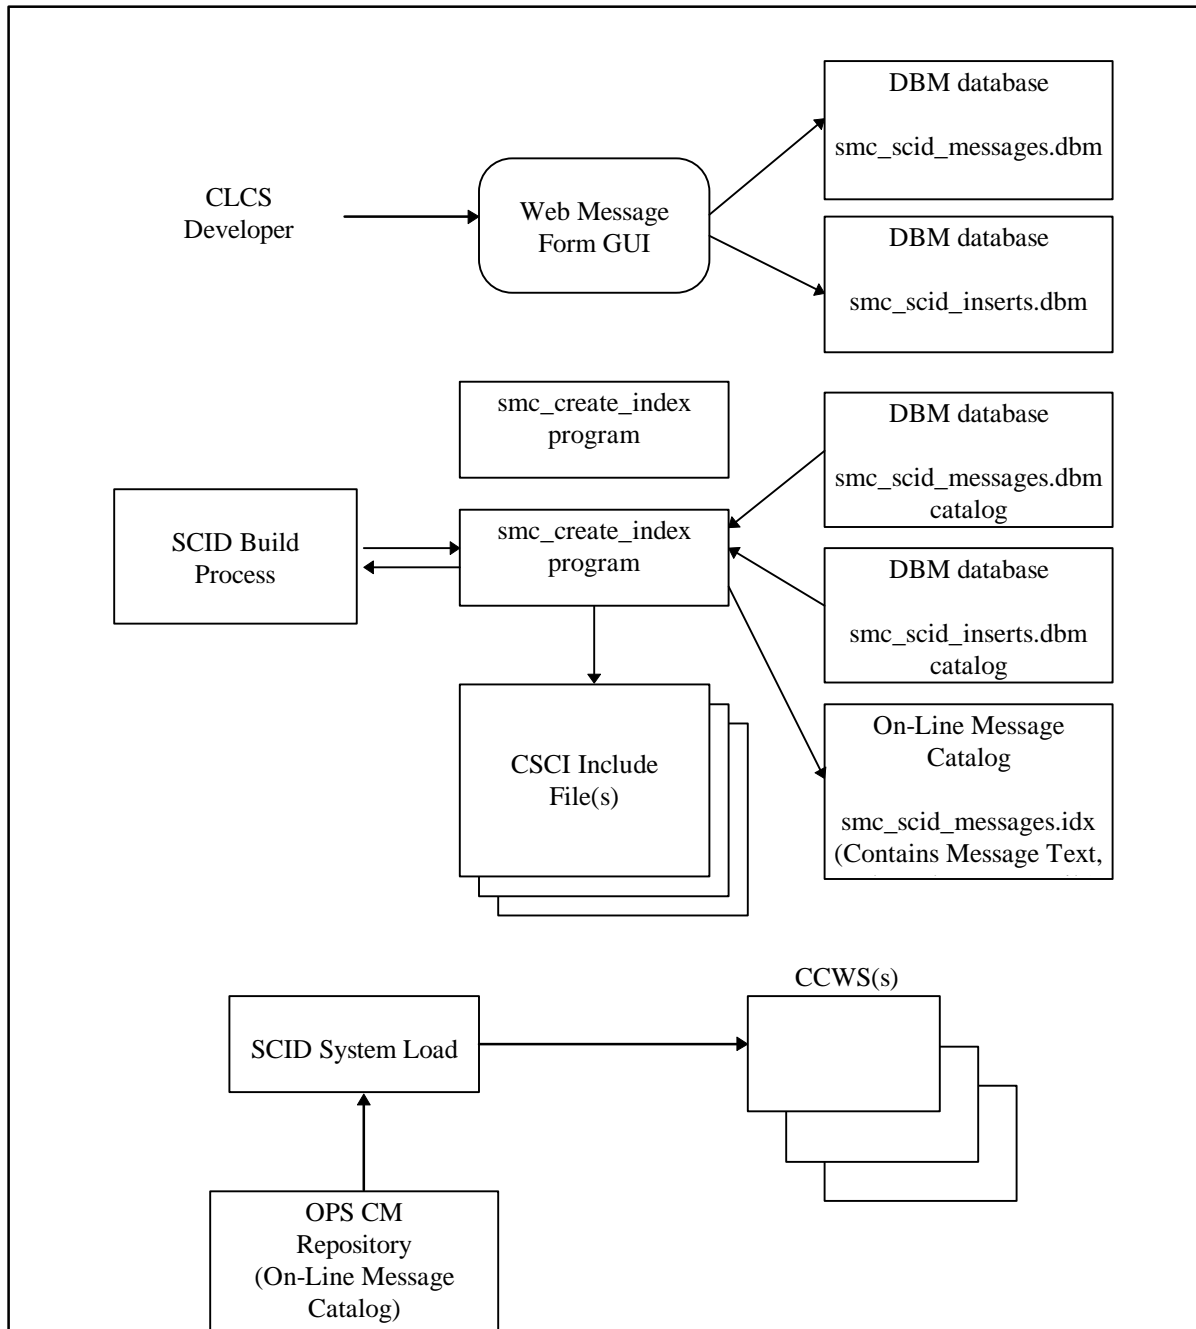 DBM database
smc_scid_messages.dbm
CLCS
Developer
Web Message
Form GUI
DBM database
smc_scid_inserts.dbm
smc_create_index
program
DBM database
smc_scid_messages.dbm
catalog
SCID Build
Process
smc_create_index
program
DBM database
smc_scid_inserts.dbm
catalog
CSCI Include
File(s)
On-Line Message
Catalog
smc_scid_messages.idx
(Contains Message Text,
CCWS(s)
SCID System Load
OPS CM
Repository
(On-Line Message
Catalog)